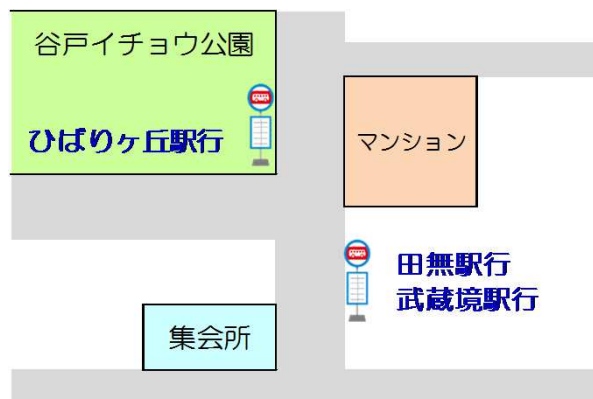 谷戸イチョウ公園
ひばりヶ丘駅行
マンション
田無駅行
武蔵境駅行
集会所